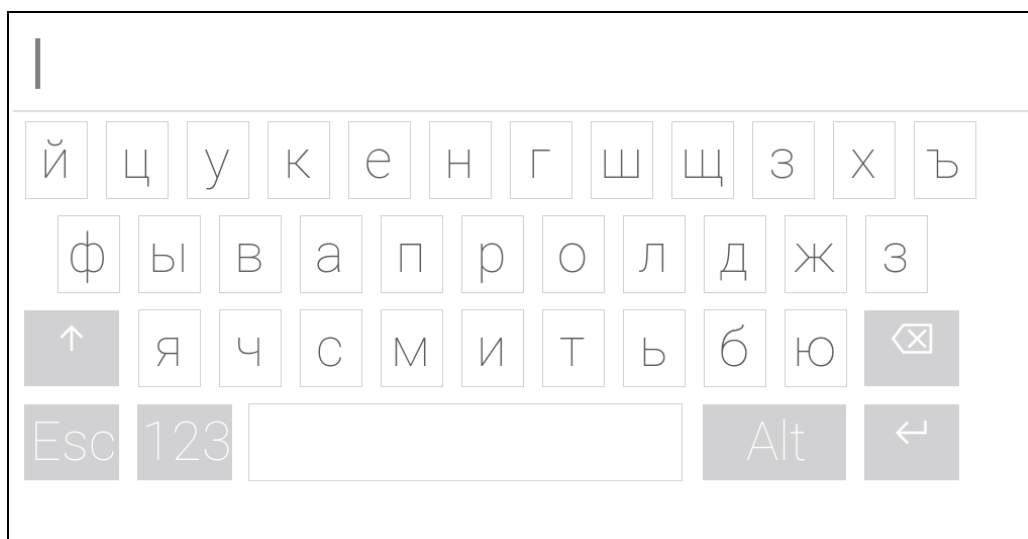 й ц у к е н г ш щ з х ъ
ф ы в а п р о л д ж з
я ч с м и т ь б ю
Esc 123 Alt